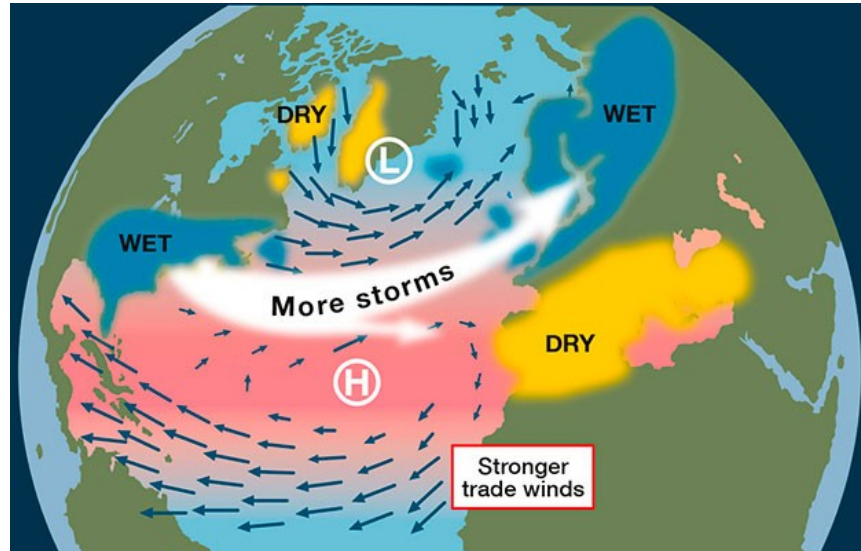 DRY
L
WET
WET
More storms
H
DRY
Stronger
trade winds